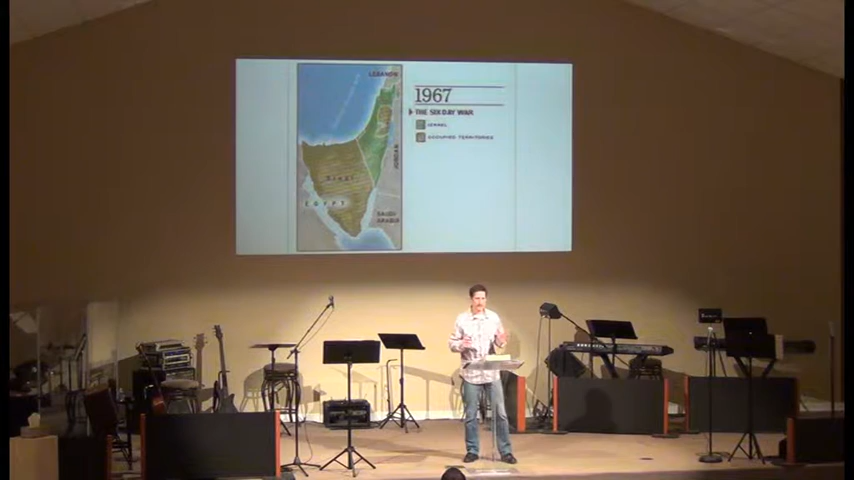 LEBANON
1967
THE SIX DAY WAR
ISRAEL
OCCUPIED TERRITORIES
JORDAN
SINAI
EGYPT
SAUDI
ARABIA